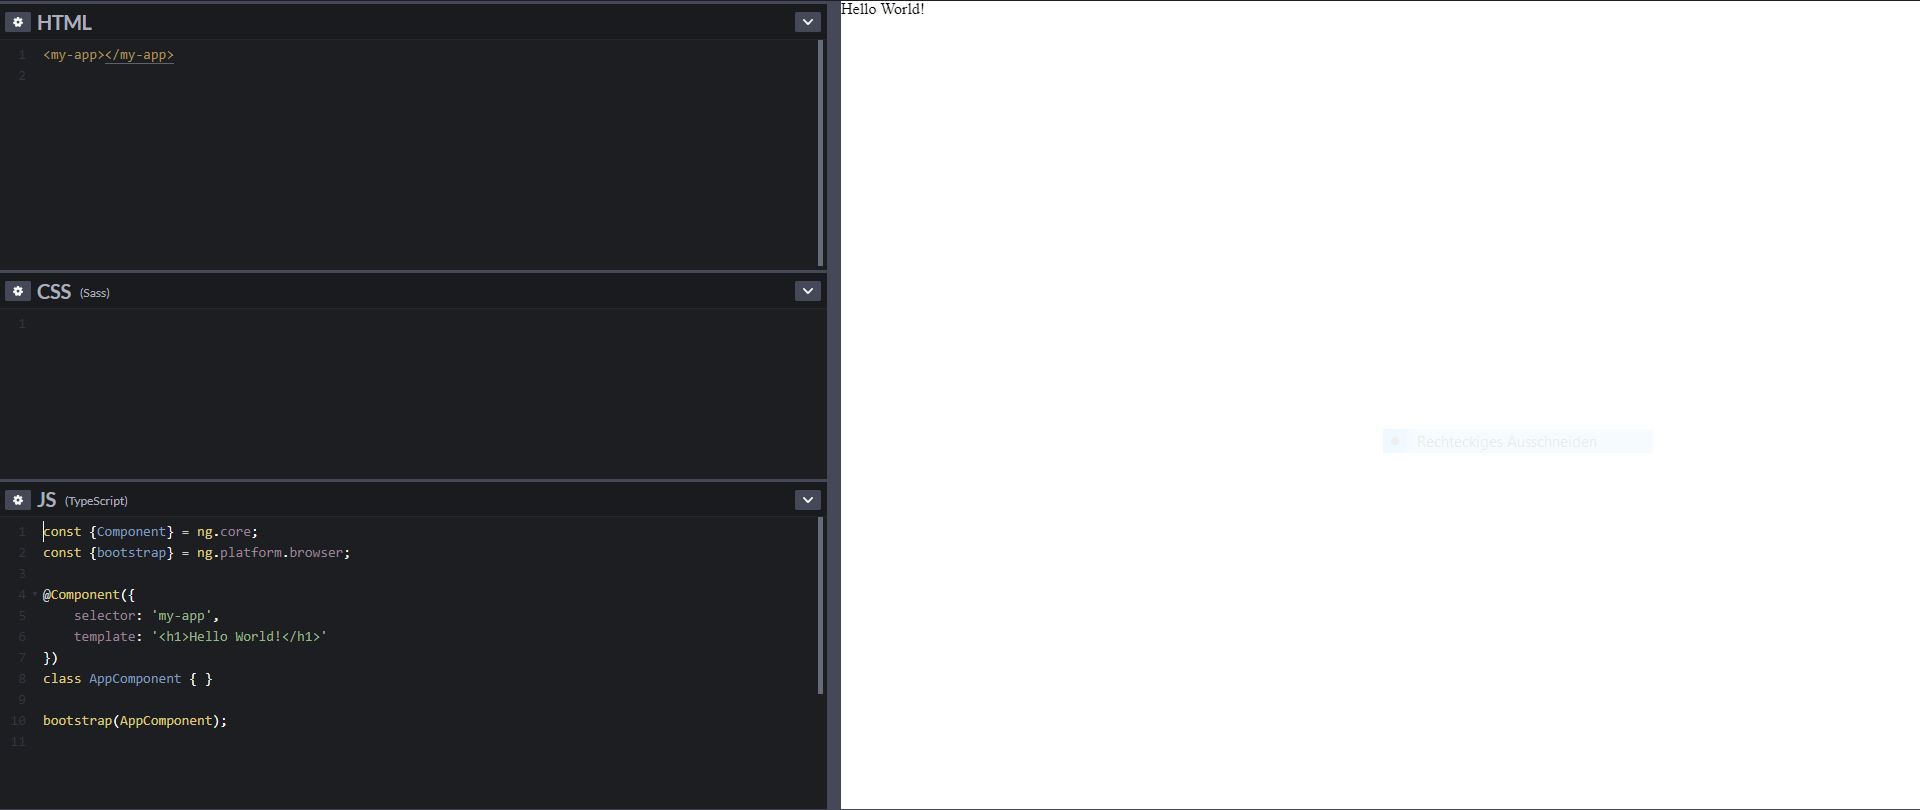 HTML
1 <my-app></my-app>
2
CSS (Sass)
1
JS (TypeScript)
1 const {Component} = ng.core;
2 const {bootstrap} = ng.platform.browser;
3
4 @Component({
5     selector: 'my-app',
6     template: '<h1>Hello World!</h1>'
7 })
8 class AppComponent { }
9
10 bootstrap(AppComponent);
11
Hello World!
Rechteckiges Ausschneiden